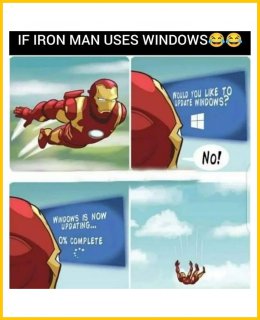 IF IRON MAN USES WINDOWS😂😂
WOULD YOU LIKE TO
UPDATE WINDOWS?
NO!
WINDOWS IS NOW
UPDATING...
0% COMPLETE